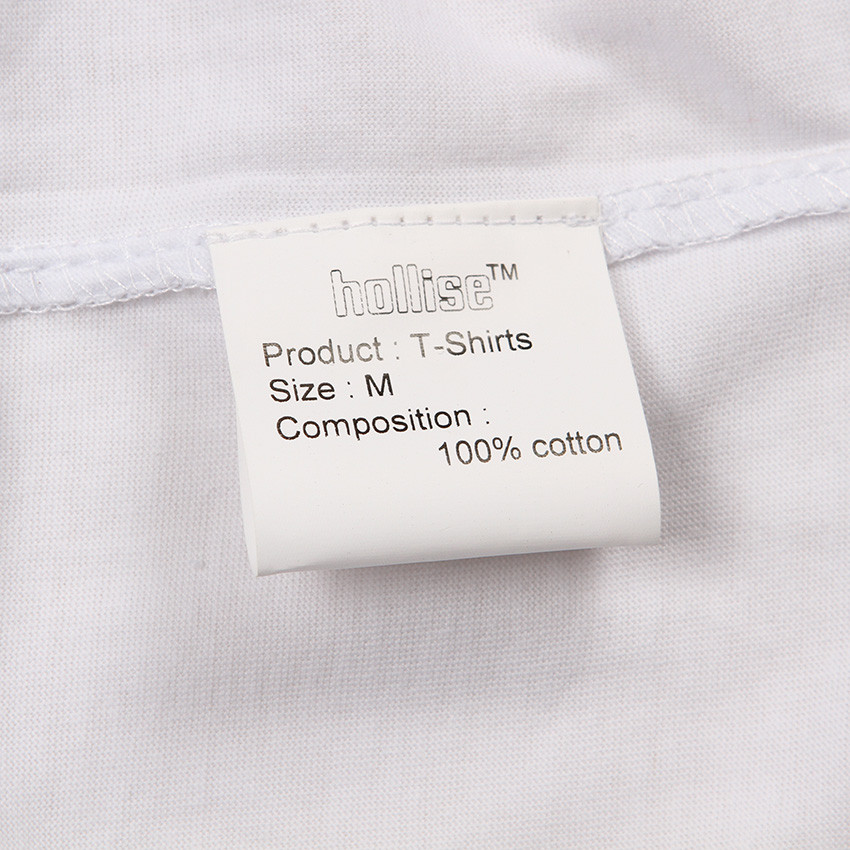 hollise™
Product : T-Shirts
Size : M
Composition :
100% cotton